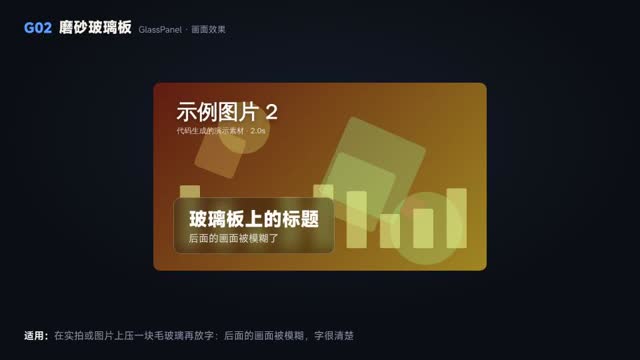 G02 磨砂玻璃板 GlassPanel · 画面效果
示例图片 2
代码生成的演示素材 · 2.0s
玻璃板上的标题
后面的画面被模糊了
适用：在实拍或图片上压一块毛玻璃再放字：后面的画面被模糊，字很清楚